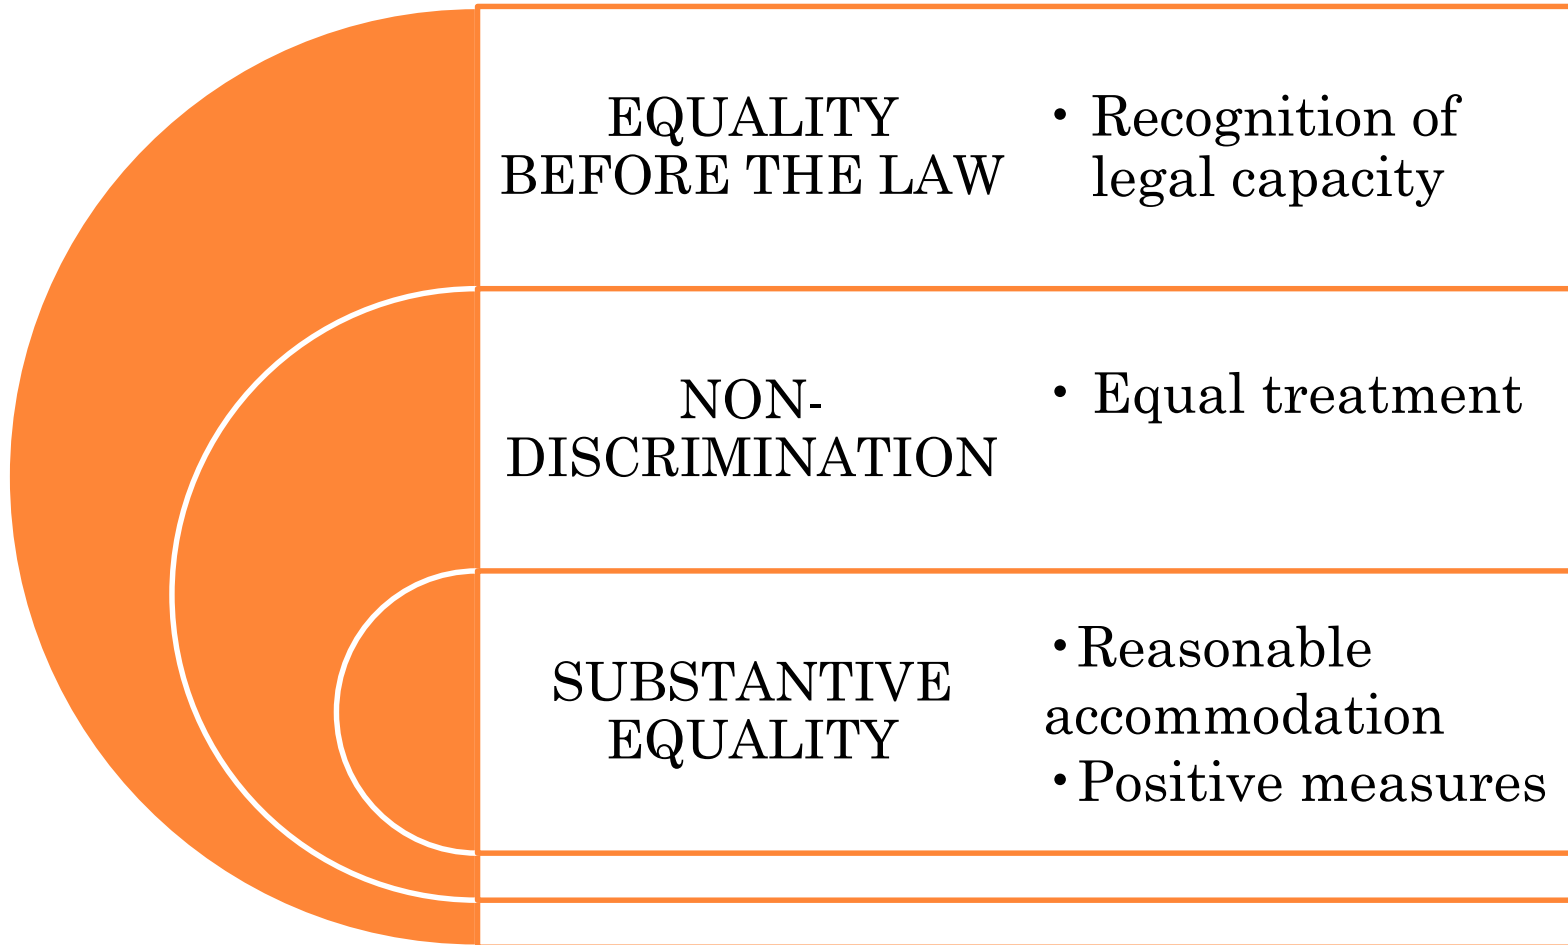 EQUALITY
BEFORE THE LAW
• Recognition of
legal capacity
NON-
DISCRIMINATION
• Equal treatment
SUBSTANTIVE
EQUALITY
•Reasonable
accommodation
•Positive measures